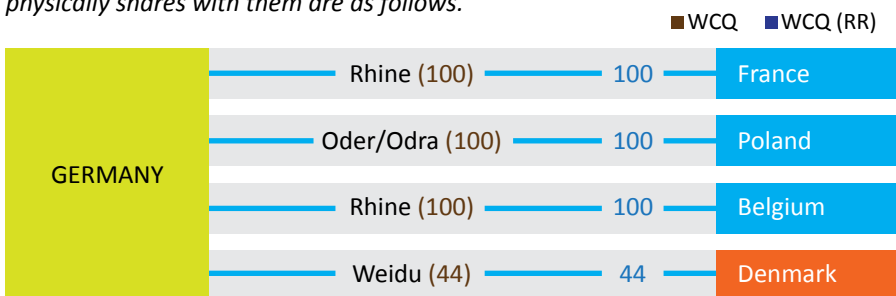 physically shares with them are as follows.
WCQ WCQ (RR)
Rhine (100) 100 France
Oder/Odra (100) 100 Poland
GERMANY
Rhine (100) 100 Belgium
Weidu (44) 44 Denmark